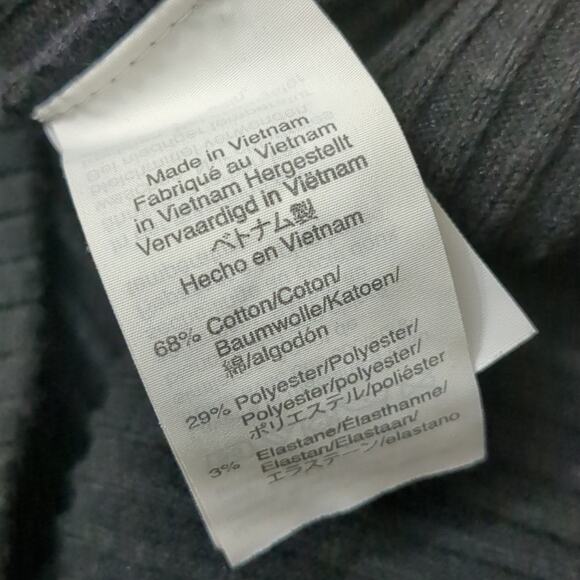 Made in Vietnam
Fabriqué au Vietnam
in Vietnam Hergestellt
Vervaardigd in Viëtnam
ベトナム製
Hecho en Vietnam
68% Cotton/Coton/
Baumwolle/Katoen/
綿/algodón
29% Polyester/Polyester/
Polyester/polyester/
ポリエステル/poliéster
3% Elastane/Élasthanne/
Elastan/Elastaan/
エラステーン/elastano